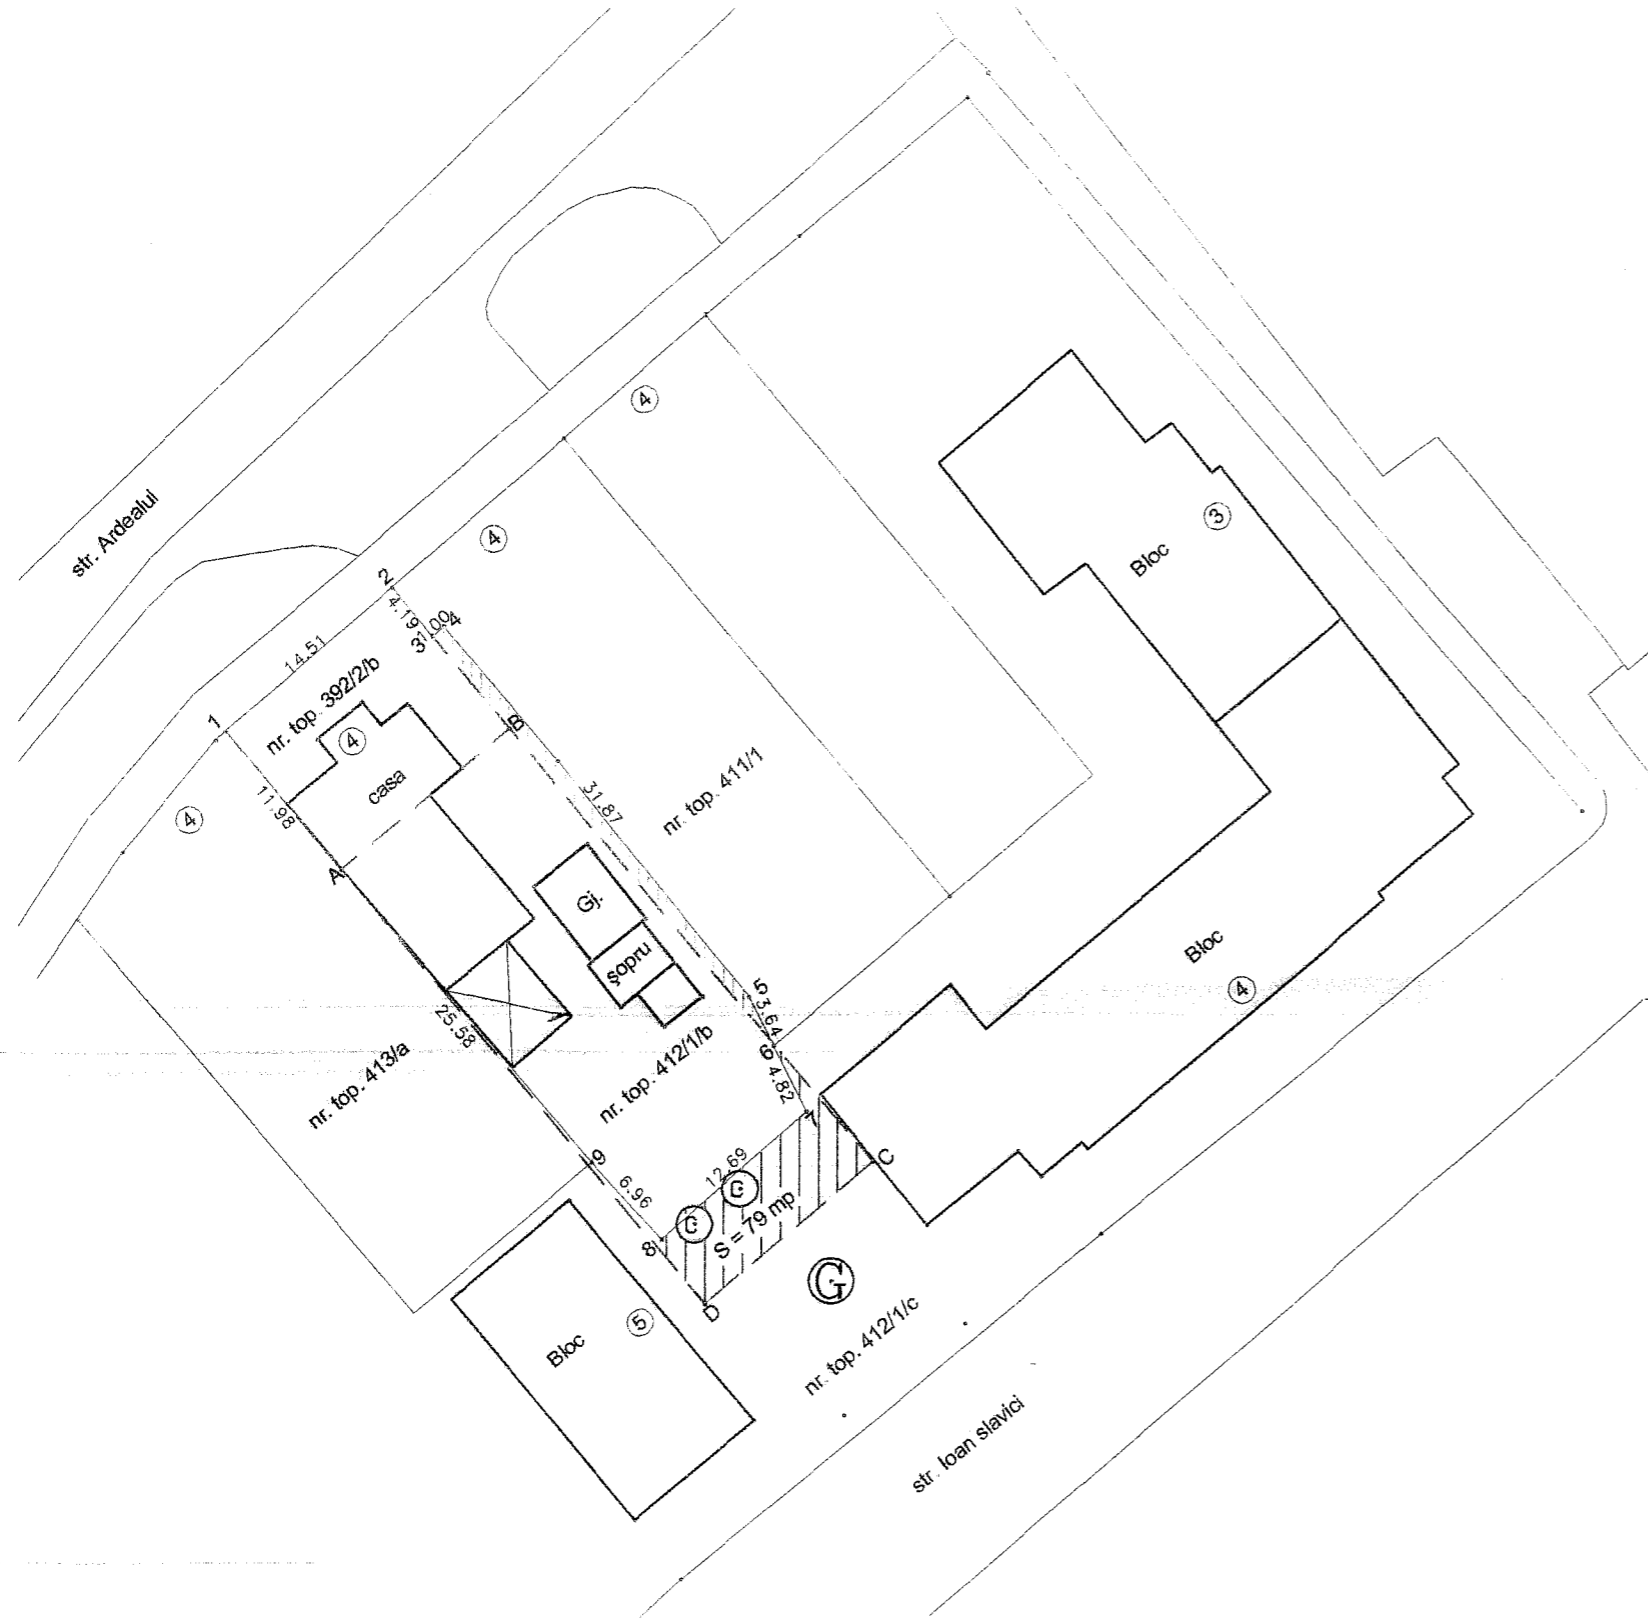 str. Ardealui
4
4
2
4.19
3
1.00
4
14.51
nr. top. 392/2/b
1
4
casa
11.98
4
A
B
31.87
nr. top. 411/1
Bloc
3
Gj.
şopru
5
3.64
6
4.82
7
25.58
nr. top. 413/a
nr. top. 412/1/b
Bloc
4
9
6.96
12.69
C
G
G
S = 79 mp
8
D
G
Bloc
5
nr. top. 412/1/c
str. Ioan slavici